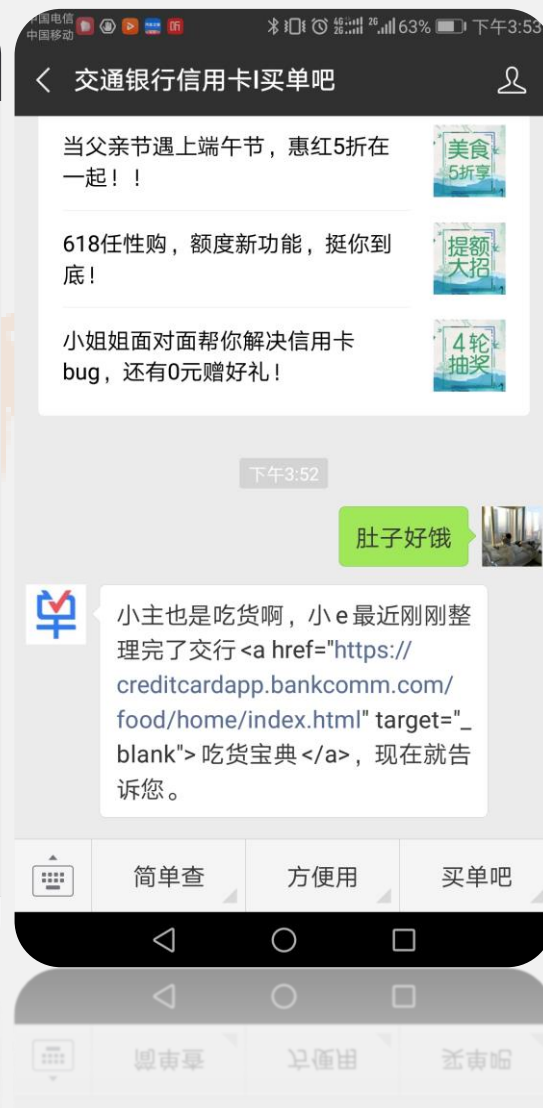 中国电信
中国移动
63%
下午3:53
交通银行信用卡I买单吧
当父亲节遇上端午节，惠红5折在
一起！！
美食
5折享
618任性购，额度新功能，挺你到
底！
提额
大招
小姐姐面对面帮你解决信用卡
bug，还有0元赠好礼！
4轮
抽奖
下午3:52
肚子好饿
小主也是吃货啊，小e最近刚刚整
理完了交行<a href="https://
creditcardapp.bankcomm.com/
food/home/index.html" target="_
blank">吃货宝典</a>，现在就告
诉您。
简单查
方便用
买单吧